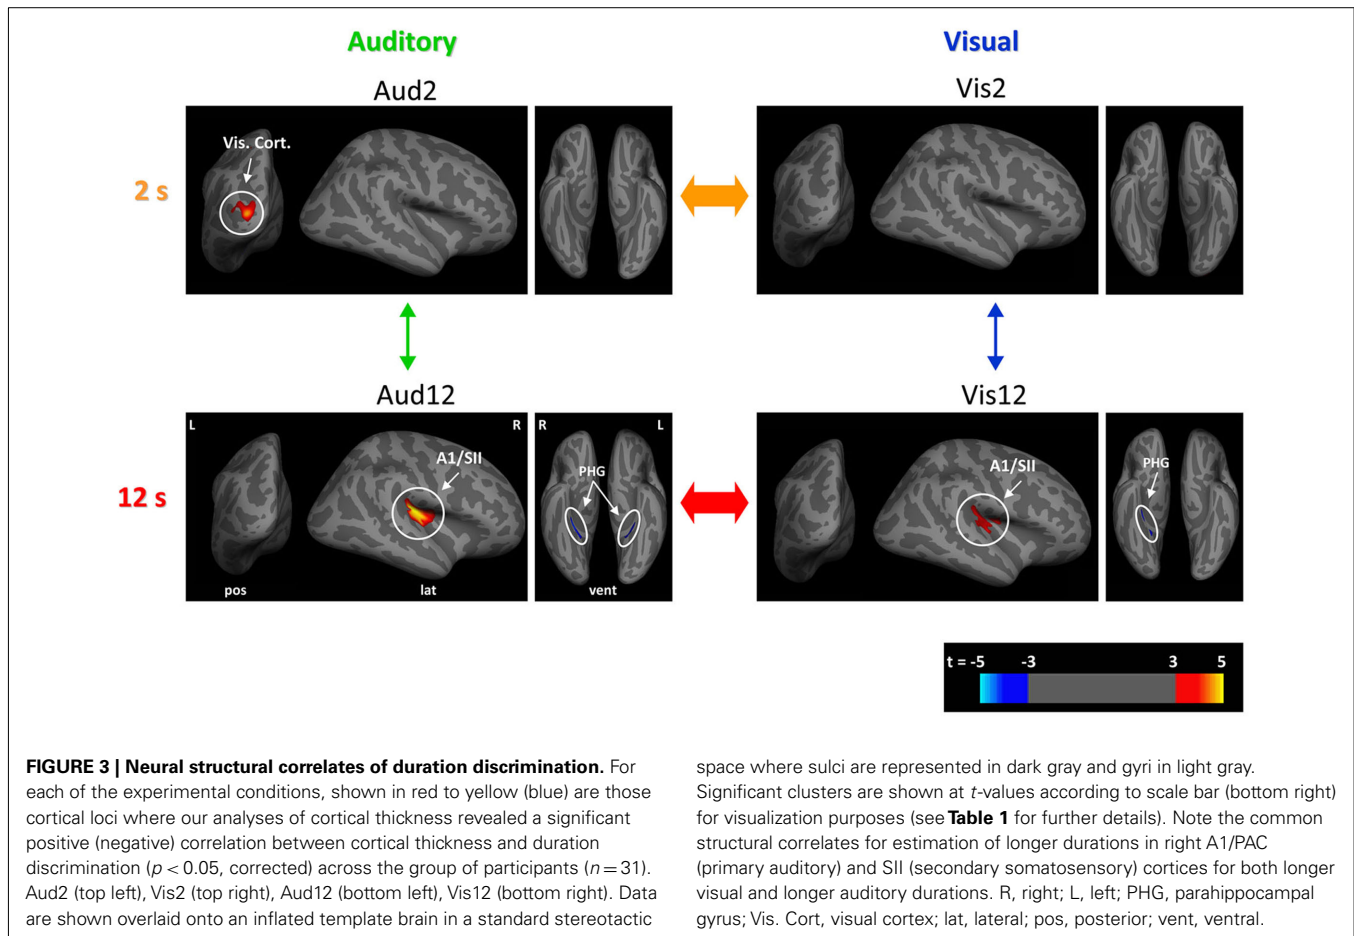 Auditory
Visual
Aud2
Vis2
Vis. Cort.
2 s
Aud12
Vis12
L
R
R
L
A1/SII
PHG
A1/SII
PHG
12 s
pos
lat
vent
t = -5 -3 3 5
FIGURE 3 | Neural structural correlates of duration discrimination. For
each of the experimental conditions, shown in red to yellow (blue) are those
cortical loci where our analyses of cortical thickness revealed a significant
positive (negative) correlation between cortical thickness and duration
discrimination (p < 0.05, corrected) across the group of participants (n = 31).
Aud2 (top left), Vis2 (top right), Aud12 (bottom left), Vis12 (bottom right). Data
are shown overlaid onto an inflated template brain in a standard stereotactic
space where sulci are represented in dark gray and gyri in light gray.
Significant clusters are shown at t-values according to scale bar (bottom right)
for visualization purposes (see Table 1 for further details). Note the common
structural correlates for estimation of longer durations in right A1/PAC
(primary auditory) and SII (secondary somatosensory) cortices for both longer
visual and longer auditory durations. R, right; L, left; PHG, parahippocampal
gyrus; Vis. Cort, visual cortex; lat, lateral; pos, posterior; vent, ventral.